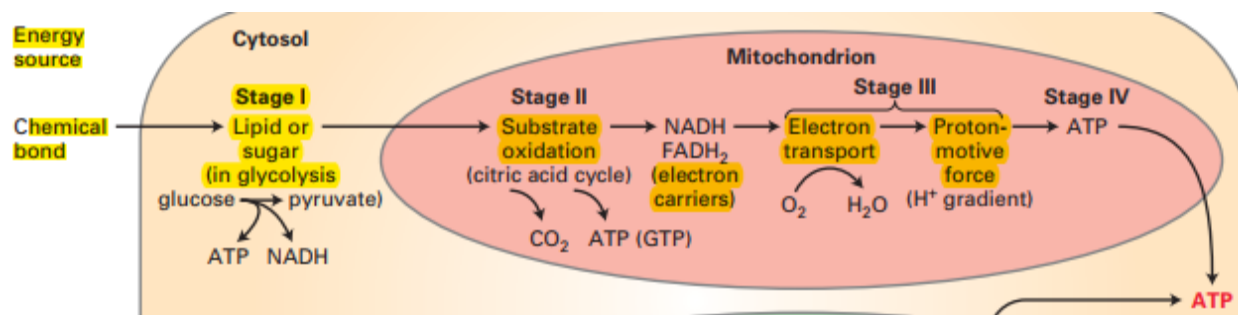 Energy
source
Cytosol
Mitochondrion
Stage I
Stage II
Stage III
Stage IV
Chemical
bond
Lipid or
sugar
(in glycolysis
glucose
pyruvate)
ATP NADH
Substrate
oxidation
(citric acid cycle)
CO₂
ATP (GTP)
NADH
FADH₂
(electron
carriers)
Electron
transport
O₂
H₂O
Proton-
motive
force
(H⁺ gradient)
ATP
ATP